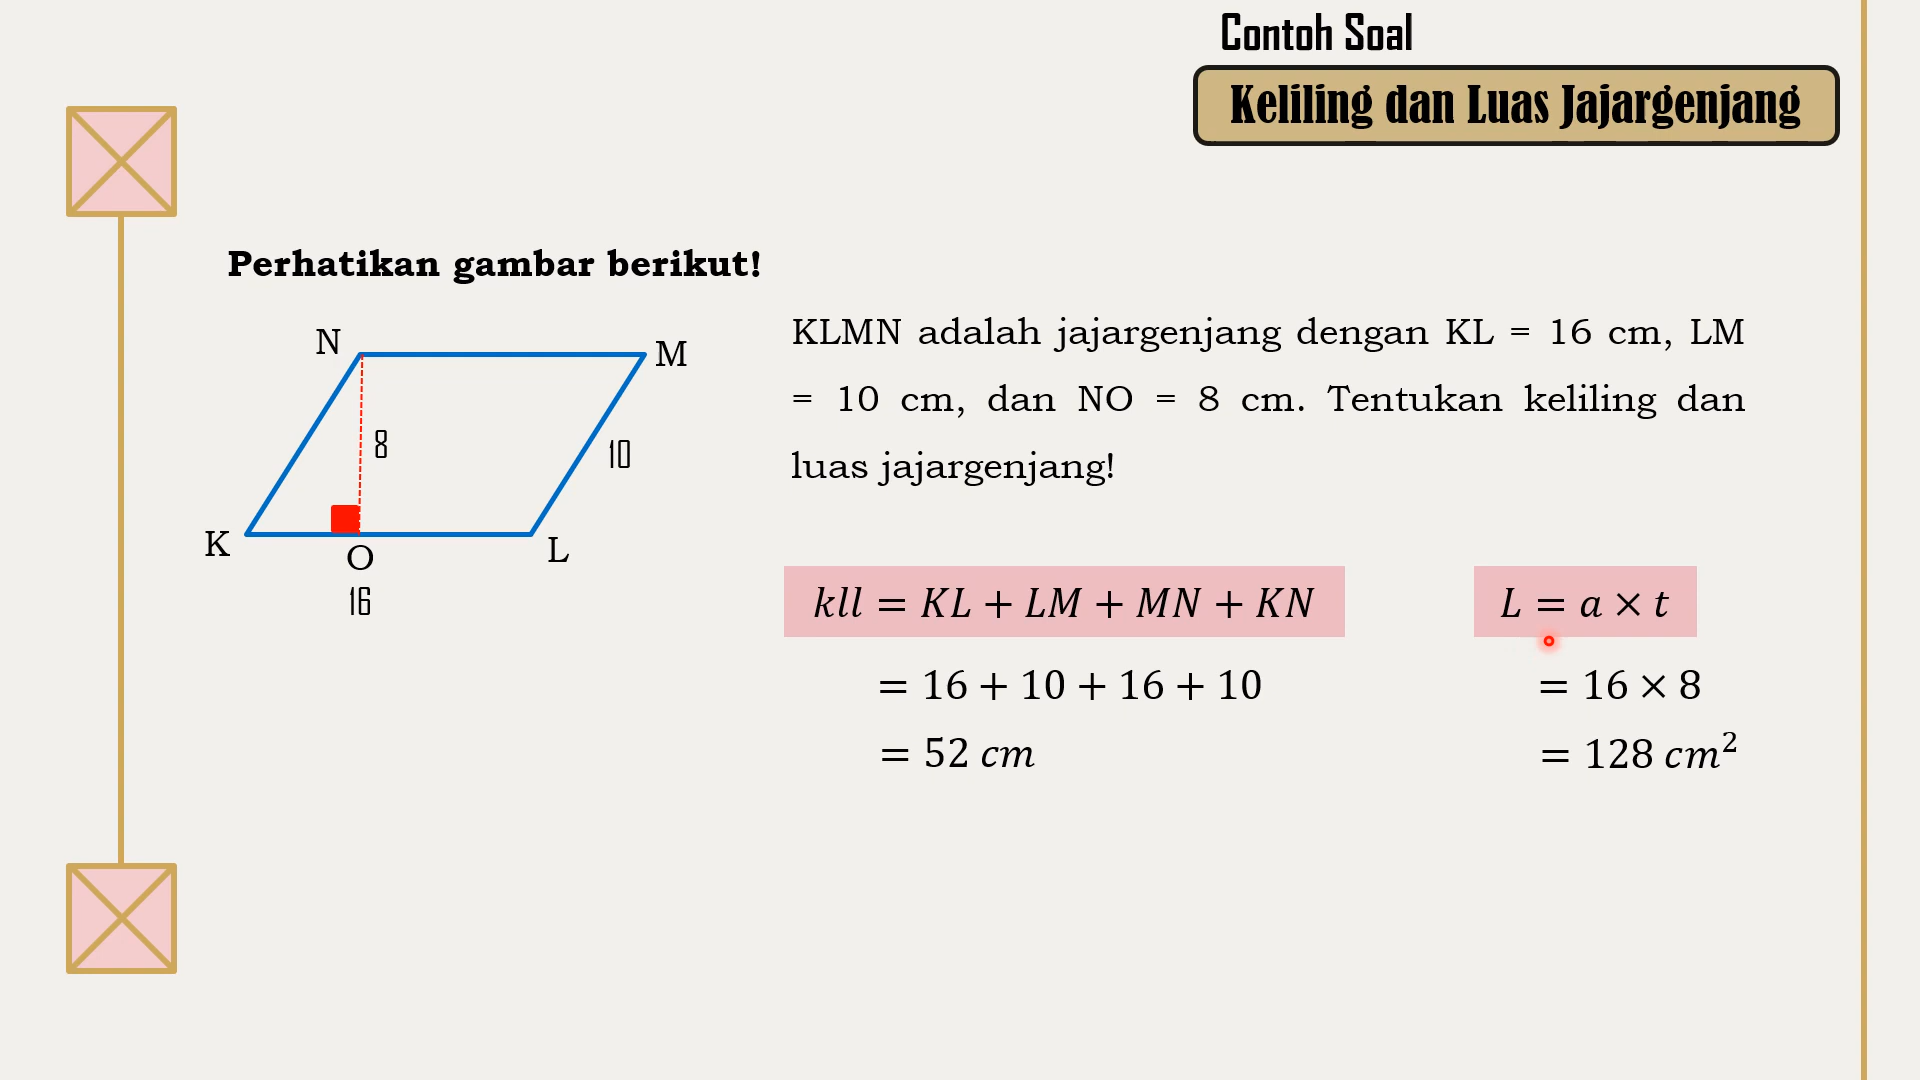 Contoh Soal
Keliling dan Luas Jajargenjang
Perhatikan gambar berikut!
N
M
8
10
K
O
L
16
KLMN adalah jajargenjang dengan KL = 16 cm, LM
= 10 cm, dan NO = 8 cm. Tentukan keliling dan
luas jajargenjang!
kll = KL + LM + MN + KN
= 16 + 10 + 16 + 10
= 52 cm
L = a × t
= 16 × 8
= 128 cm²